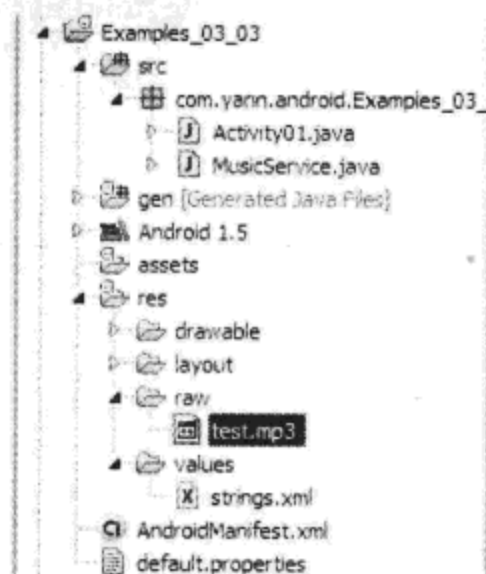 Examples_03_03
src
com.yarın.android.Examples_03_
Activity01.java
MusicService.java
gen [Generated Java Files]
Android 1.5
assets
res
drawable
layout
raw
test.mp3
values
strings.xml
AndroidManifest.xml
default.properties